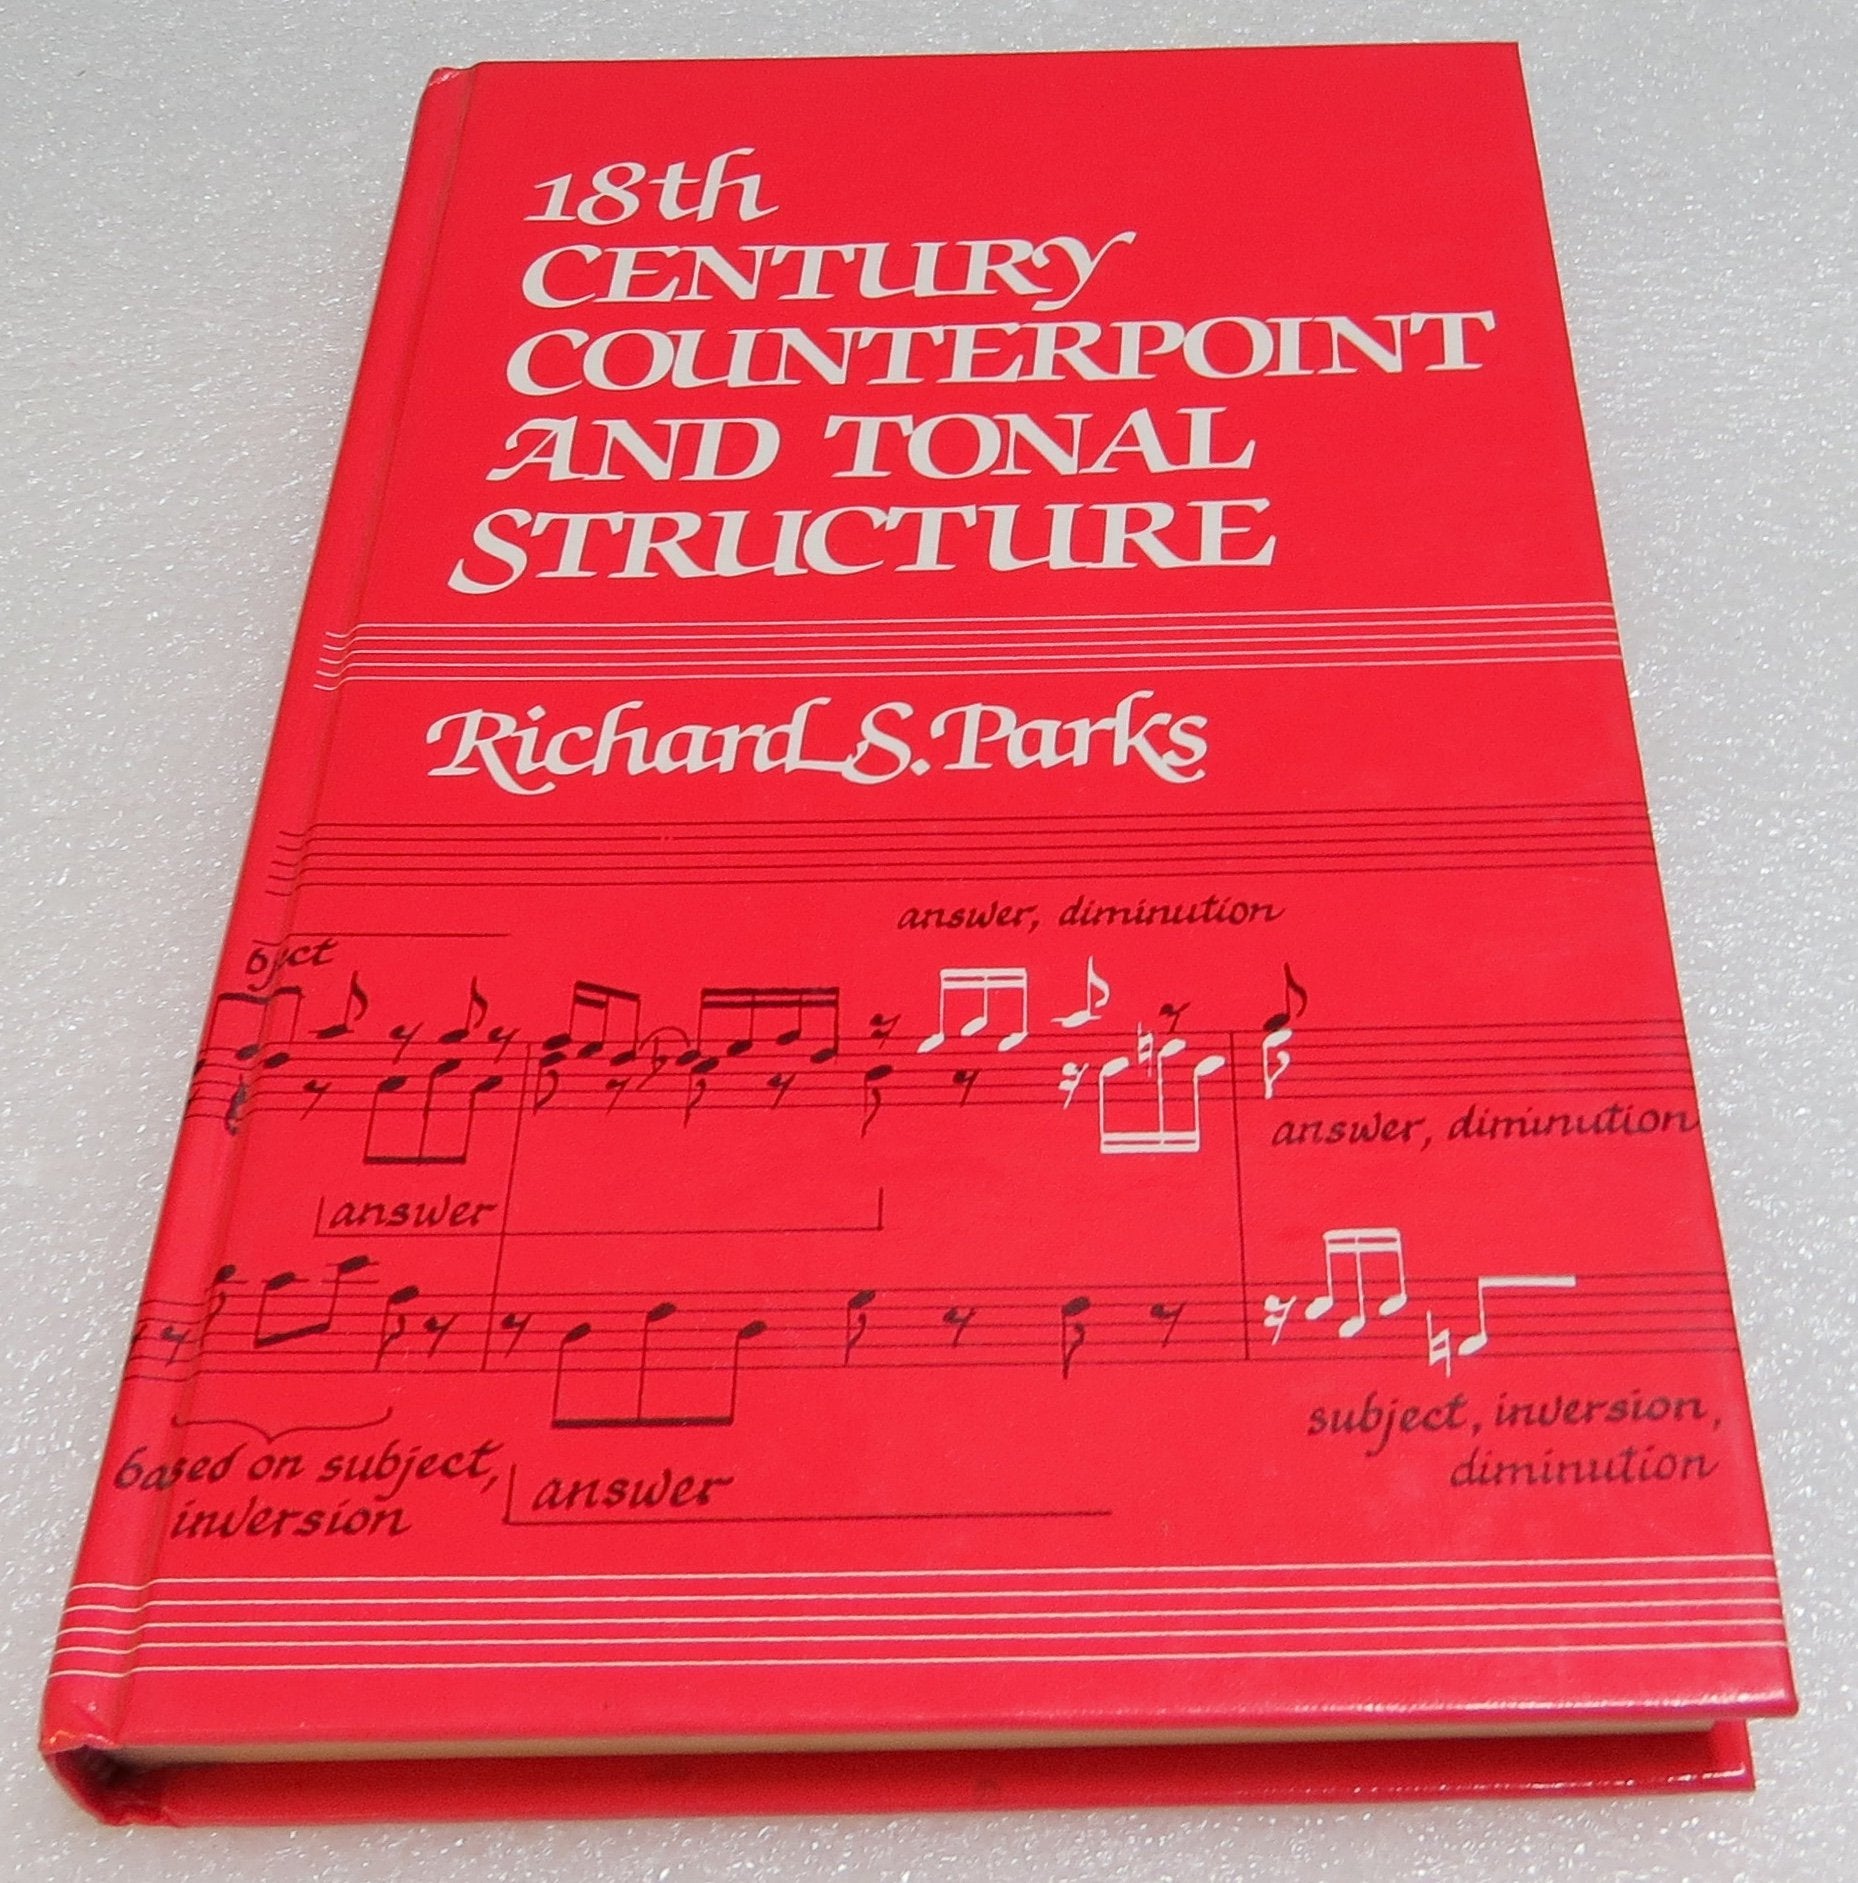 18th
CENTURY
COUNTERPOINT
AND TONAL
STRUCTURE
Richard S. Parks
answer, diminution
bject
answer, diminution
answer
subject, inversion,
diminution
based on subject,
inversion
answer